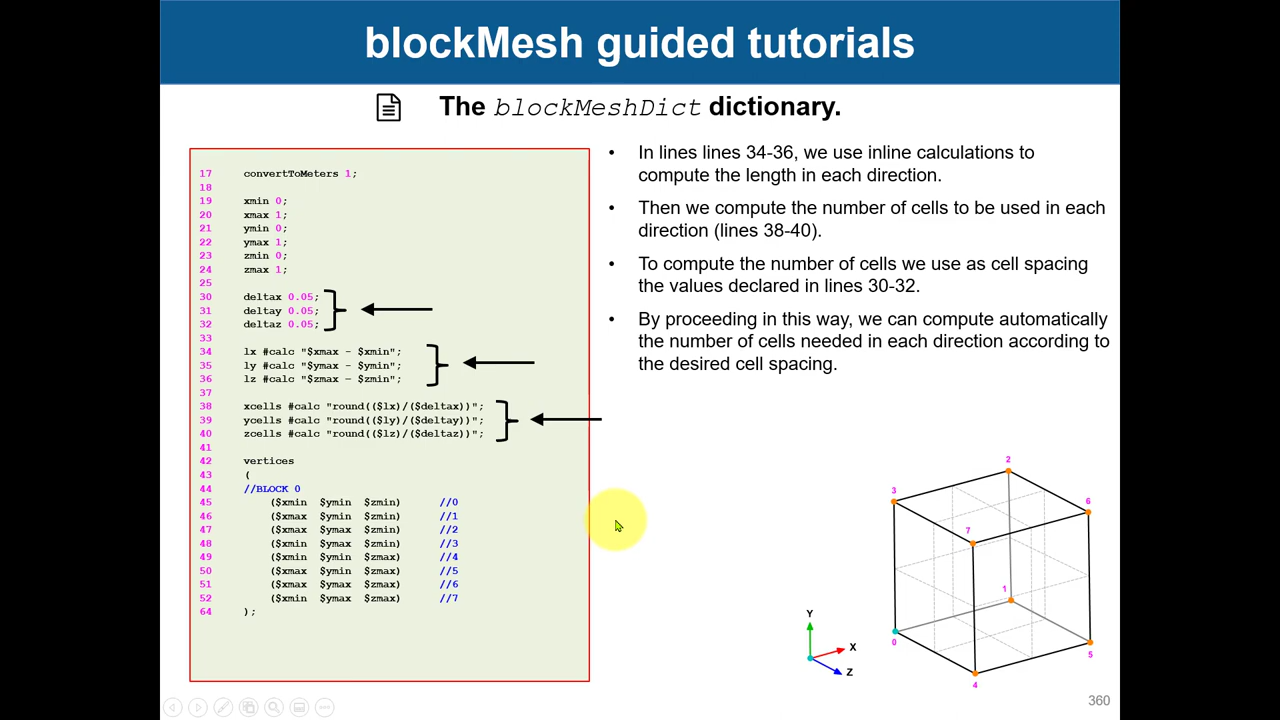 blockMesh guided tutorials
The blockMeshDict dictionary.
17 convertToMeters 1;
18
19 xmin 0;
20 xmax 1;
21 ymin 0;
22 ymax 1;
23 zmin 0;
24 zmax 1;
25
30 deltax 0.05;
31 deltay 0.05;
32 deltaz 0.05;
33
34 lx #calc "$xmax - $xmin";
35 ly #calc "$ymax - $ymin";
36 lz #calc "$zmax - $zmin";
37
38 xcells #calc "round(($lx)/($deltax))";
39 ycells #calc "round(($ly)/($deltay))";
40 zcells #calc "round(($lz)/($deltaz))";
41
42 vertices
43 (
44 //BLOCK 0
45 ($xmin $ymin $zmin) //0
46 ($xmax $ymin $zmin) //1
47 ($xmax $ymax $zmin) //2
48 ($xmin $ymax $zmin) //3
49 ($xmin $ymin $zmax) //4
50 ($xmax $ymin $zmax) //5
51 ($xmax $ymax $zmax) //6
52 ($xmin $ymax $zmax) //7
64 );
• In lines lines 34-36, we use inline calculations to
compute the length in each direction.
• Then we compute the number of cells to be used in each
direction (lines 38-40).
• To compute the number of cells we use as cell spacing
the values declared in lines 30-32.
• By proceeding in this way, we can compute automatically
the number of cells needed in each direction according to
the desired cell spacing.
2
3
6
7
1
0
5
4
Y
X
Z
360